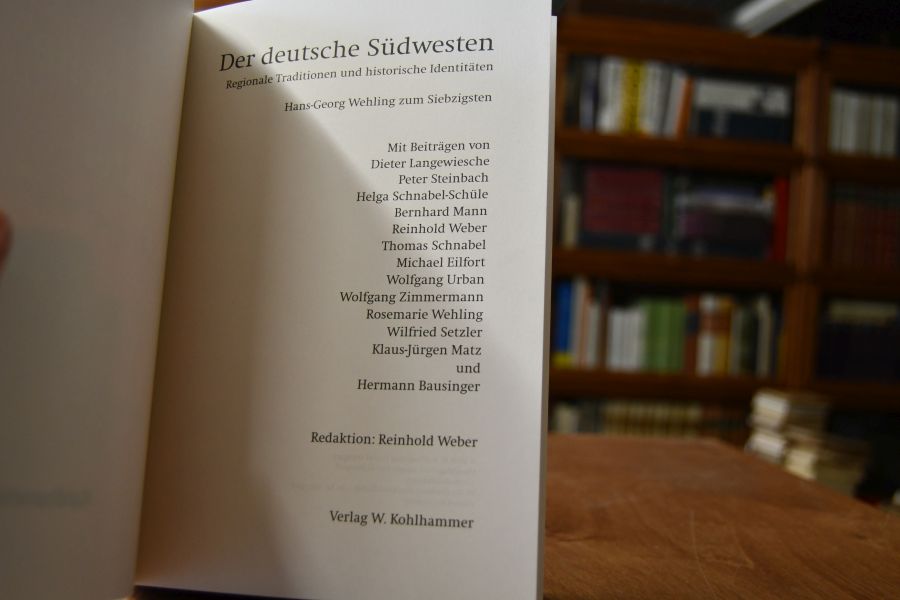 Der deutsche Südwesten
Regionale Traditionen und historische Identitäten
Hans-Georg Wehling zum Siebzigsten
Mit Beiträgen von
Dieter Langewiesche
Peter Steinbach
Helga Schnabel-Schüle
Bernhard Mann
Reinhold Weber
Thomas Schnabel
Michael Eilfort
Wolfgang Urban
Wolfgang Zimmermann
Rosemarie Wehling
Wilfried Setzler
Klaus-Jürgen Matz
und
Hermann Bausinger
Redaktion: Reinhold Weber
Verlag W. Kohlhammer